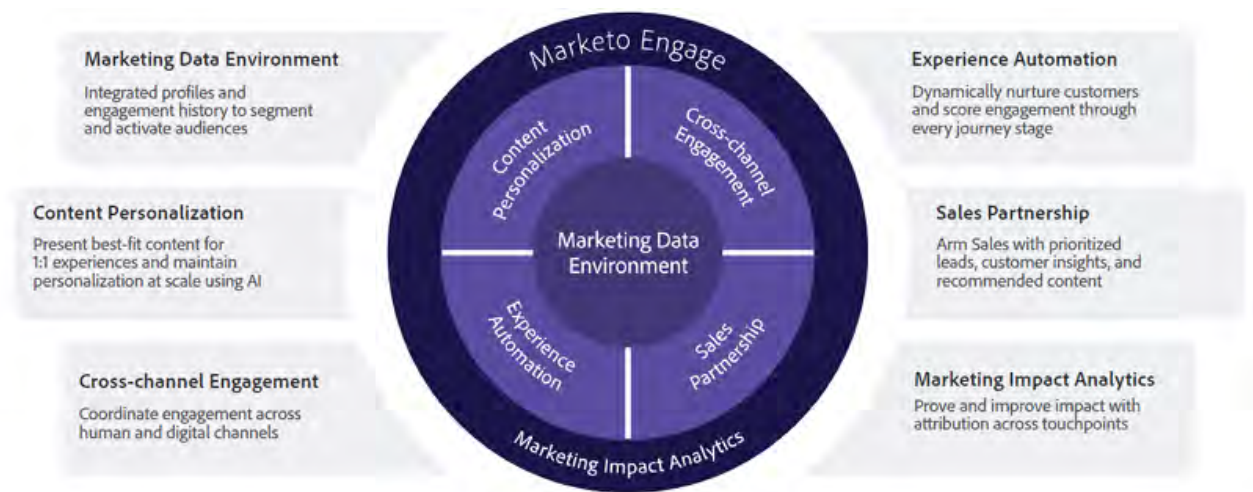 Marketing Data Environment
Integrated profiles and
engagement history to segment
and activate audiences
Content Personalization
Present best-fit content for
1:1 experiences and maintain
personalization at scale using AI
Cross-channel Engagement
Coordinate engagement across
human and digital channels
Marketo Engage
Content
Personalization
Cross-channel
Engagement
Marketing Data
Environment
Experience
Automation
Sales
Partnership
Marketing Impact Analytics
Experience Automation
Dynamically nurture customers
and score engagement through
every journey stage
Sales Partnership
Arm Sales with prioritized
leads, customer insights, and
recommended content
Marketing Impact Analytics
Prove and improve impact with
attribution across touchpoints